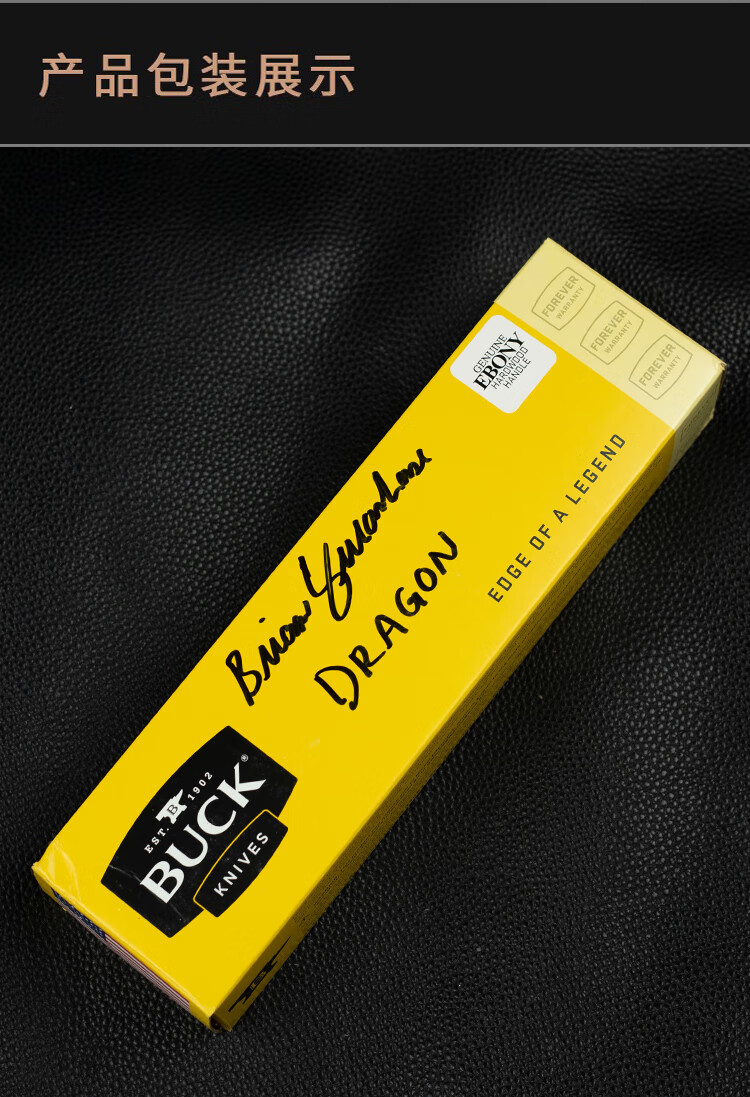 产品包装展示
FOREVER
WARRANTY
FOREVER
WARRANTY
FOREVER
WARRANTY
GENUINE
EBONY
HARDWOOD
HANDLE
EDGE OF A LEGEND
Brian
DRAGON
EST. B 1902
BUCK®
KNIVES